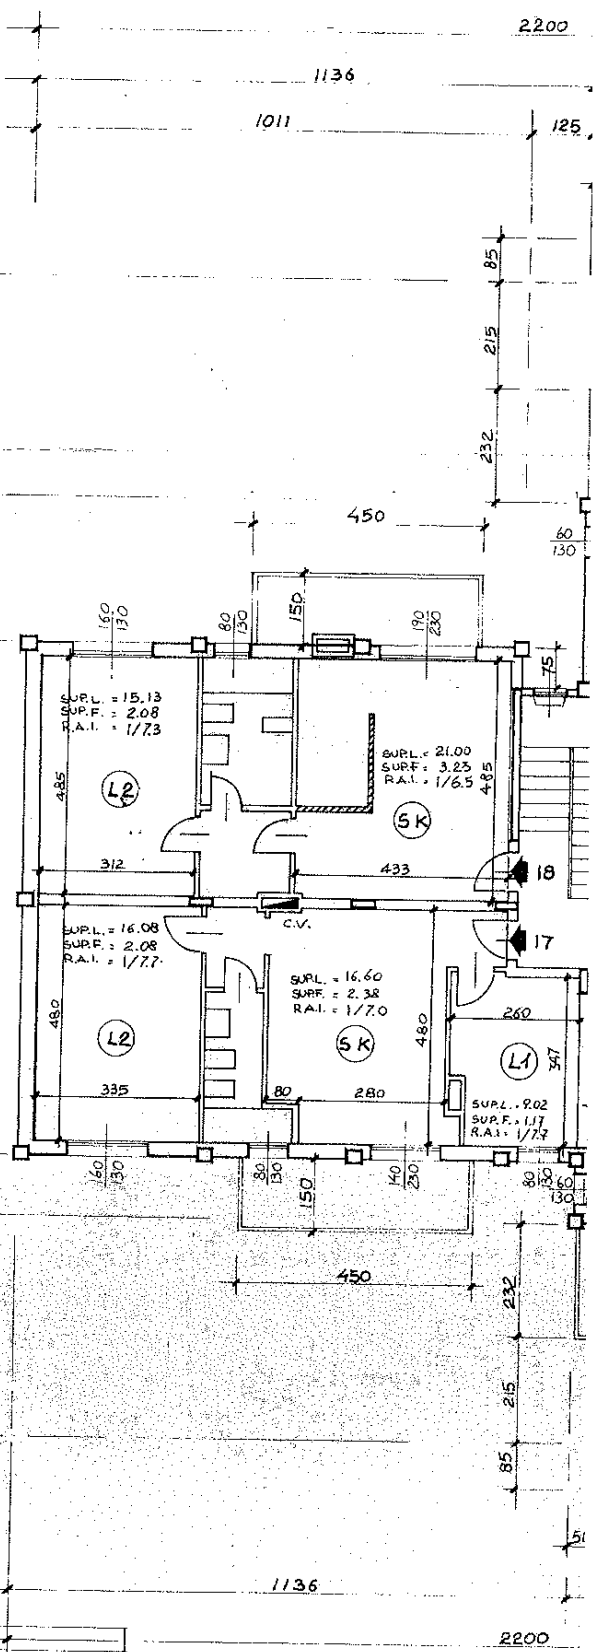 2200
1136
1011
125
85
215
232
450
60
130
150
160
130
80
130
190
230
75
SUP.L. = 15.13
SUP.F. = 2.08
R.A.I. = 1/7.3
SUP.L. = 21.00
SUP.F. = 3.23
R.A.I. = 1/6.5
485
L2
485
SK
312
433
18
C.V.
17
SUP.L. = 16.08
SUP.F. = 2.08
R.A.I. = 1/7.7
SUP.L. = 16.60
SUP.F. = 2.38
R.A.I. = 1/7.0
480
L2
480
SK
260
L1
347
335
80
280
SUP.L. = 9.02
SUP.F. = 1.17
R.A.I. = 1/7.7
160
130
80
130
150
140
230
80
130
60
130
450
232
215
85
1136
2200